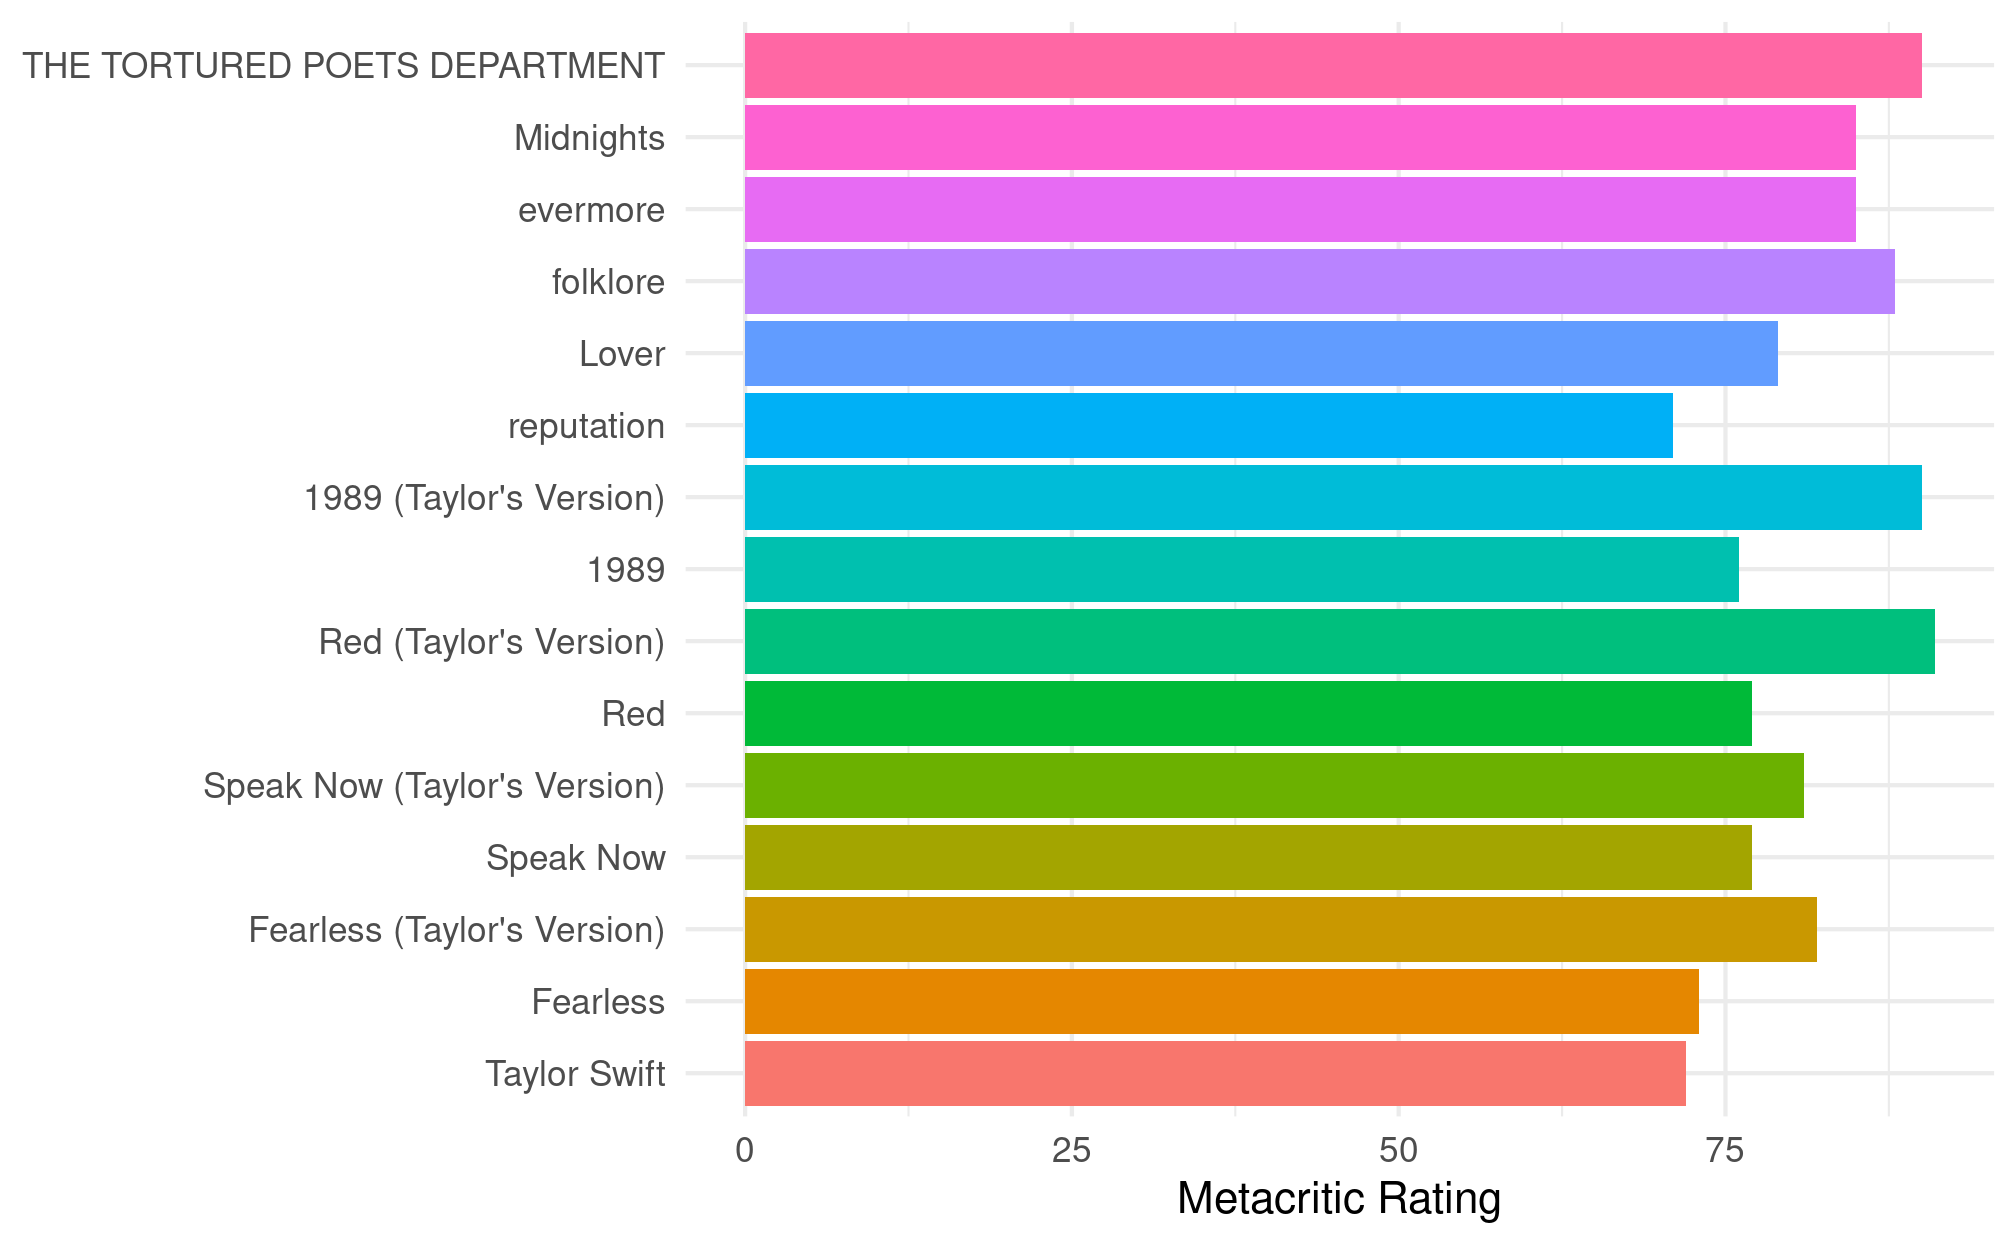 THE TORTURED POETS DEPARTMENT
Midnights
evermore
folklore
Lover
reputation
1989 (Taylor's Version)
1989
Red (Taylor's Version)
Red
Speak Now (Taylor's Version)
Speak Now
Fearless (Taylor's Version)
Fearless
Taylor Swift
0 25 50 75
Metacritic Rating